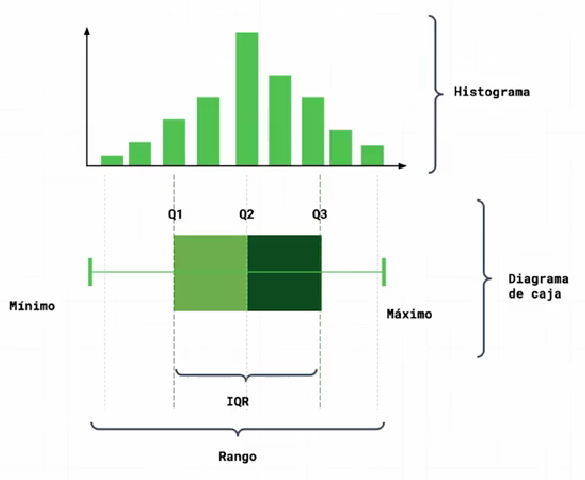 Histograma
Q1 Q2 Q3
Mínimo
Máximo
Diagrama
de caja
IQR
Rango